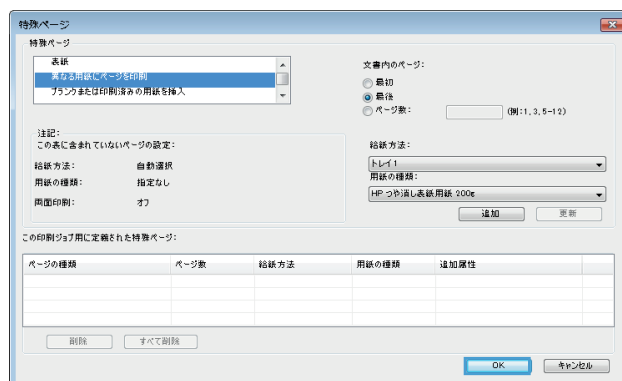 特殊ページ
特殊ページ
表紙
異なる用紙にページを印刷
ブランクまたは印刷済みの用紙を挿入
文書内のページ:
最初
最後
ページ数:
(例:1,3,5-12)
注記:
この表に含まれていないページの設定:
給紙方法: 自動選択
用紙の種類: 指定なし
両面印刷: オフ
給紙方法:
トレイ1
用紙の種類:
HP つや消し表紙用紙 200g
追加 更新
この印刷ジョブ用に定義された特殊ページ:
ページの種類 ページ数 給紙方法 用紙の種類 追加属性
削除 すべて削除
OK キャンセル